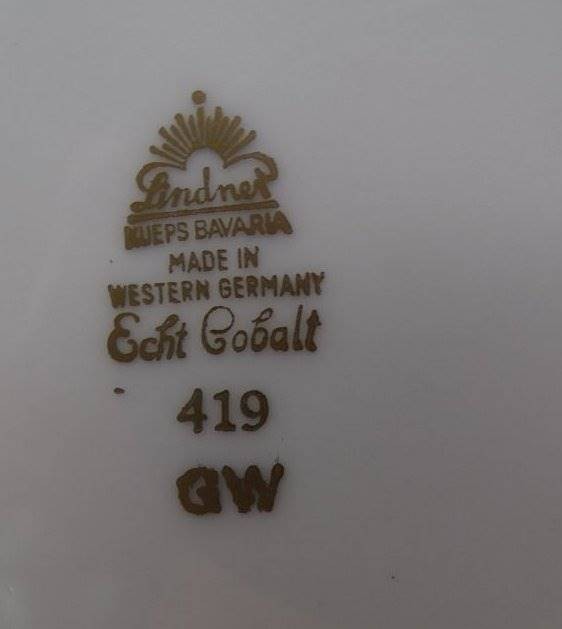 Lindner
KUEPS BAVARIA
MADE IN
WESTERN GERMANY
Echt Cobalt
419
GW